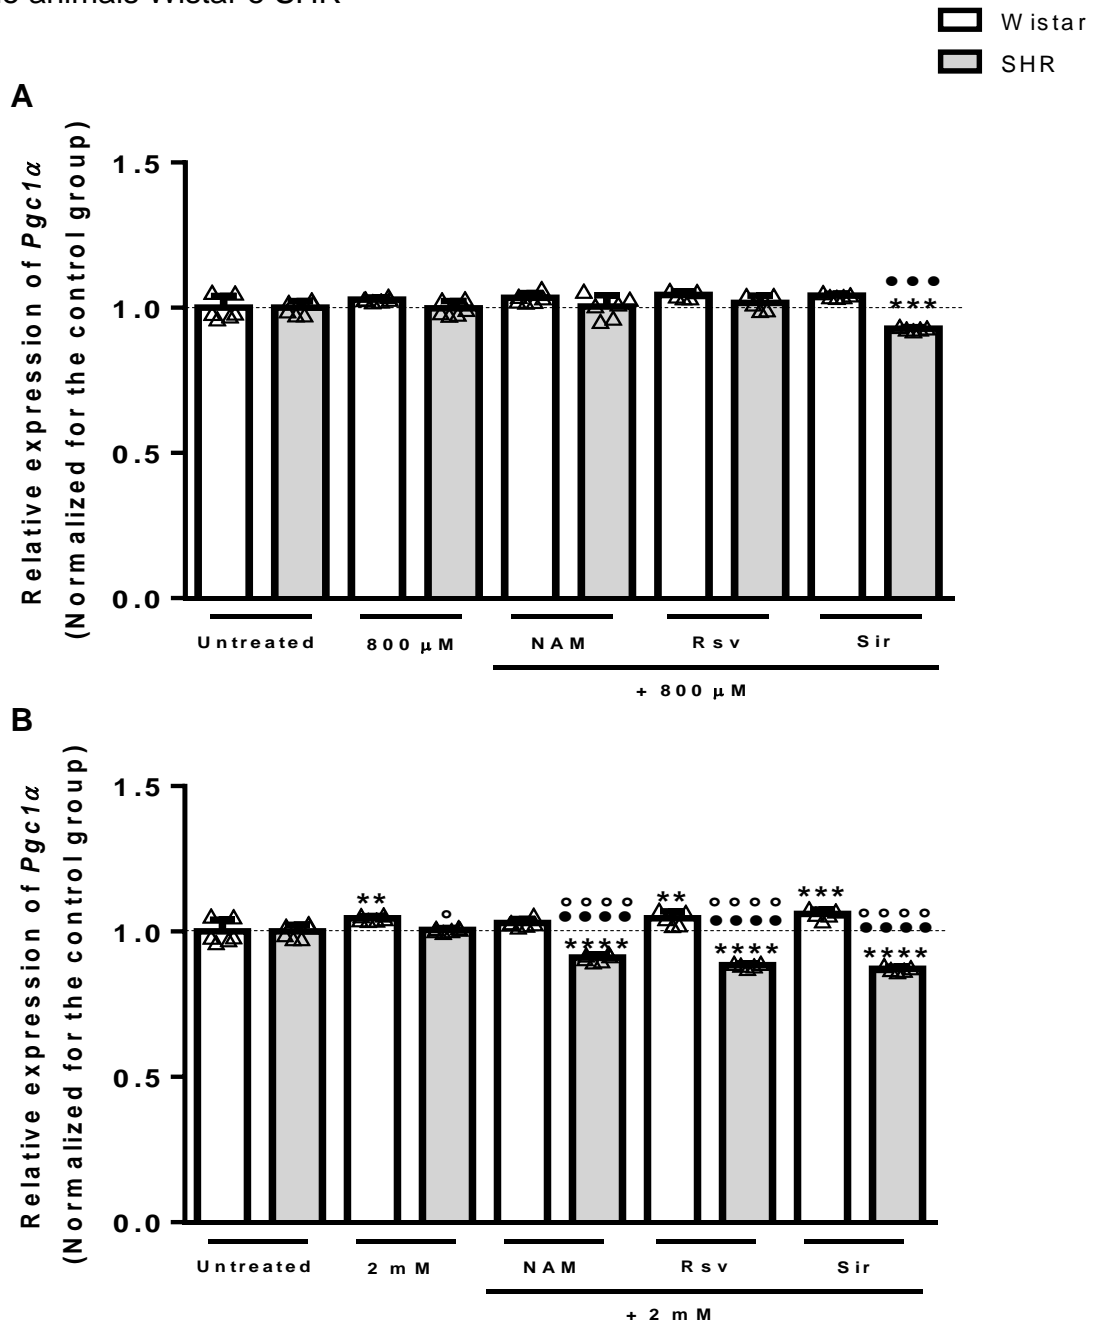 Wistar
SHR
A
Relative expression of Pgc1α
(Normalized for the control group)
1.5
1.0
0.5
0.0
•••
***
Untreated
800 µM
NAM
Rsv
Sir
+ 800 µM
B
Relative expression of Pgc1α
(Normalized for the control group)
1.5
1.0
0.5
0.0
**
°
°°°°
••••
****
**
°°°°
••••
****
***
°°°°
••••
****
Untreated
2 mM
NAM
Rsv
Sir
+ 2 mM